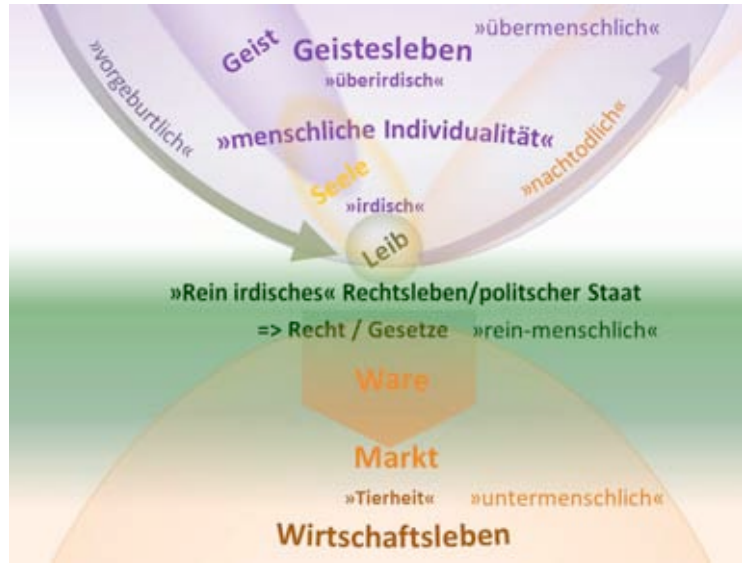 Geist
Geistesleben
»übermenschlich«
»überirdisch«
»vorgeburtlich«
»menschliche Individualität«
»nachtodlich«
Seele
»irdisch«
Leib
»Rein irdisches« Rechtsleben/politscher Staat
=> Recht / Gesetze »rein-menschlich«
Ware
Markt
»Tierheit« »untermenschlich«
Wirtschaftsleben